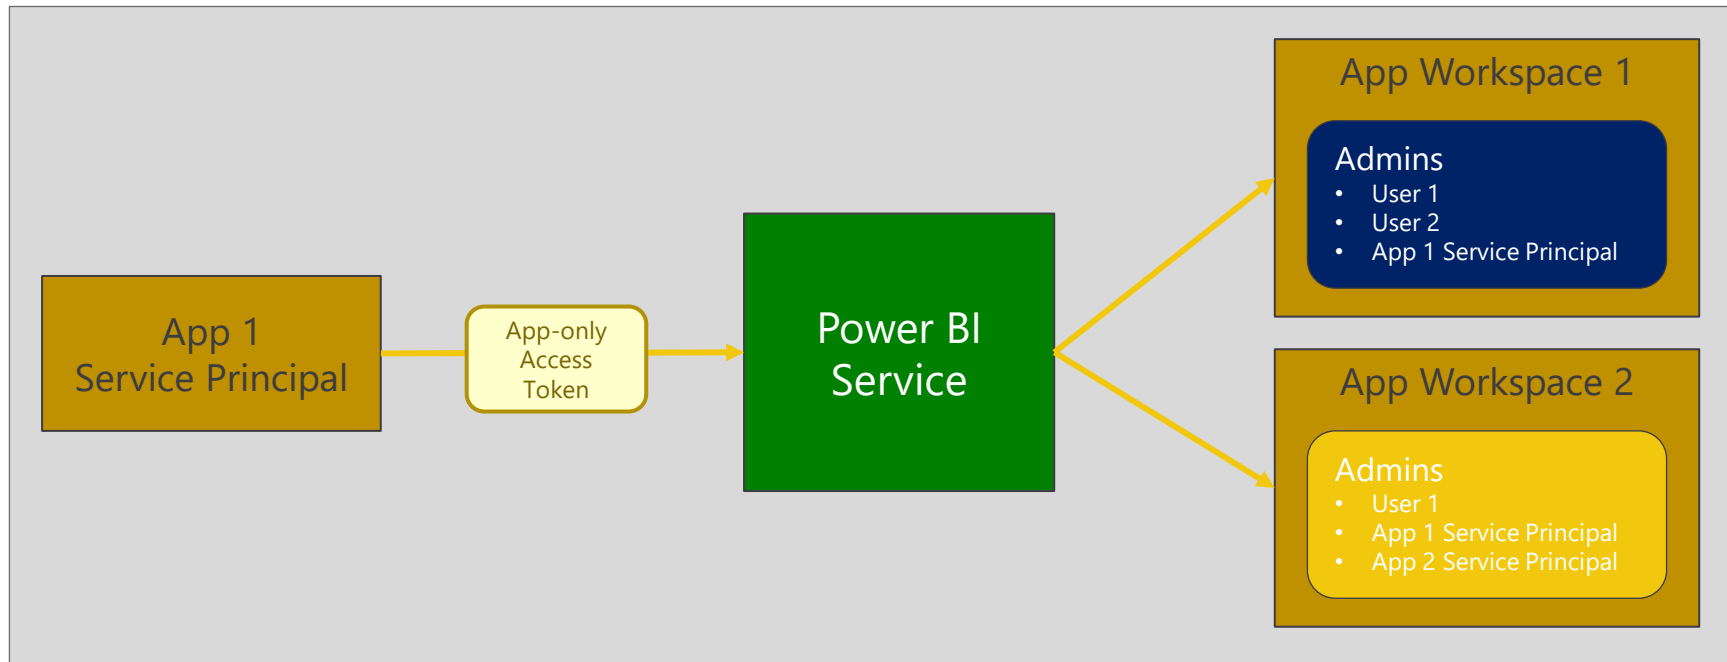 App 1
Service Principal
App-only
Access
Token
Power BI
Service
App Workspace 1
Admins
• User 1
• User 2
• App 1 Service Principal
App Workspace 2
Admins
• User 1
• App 1 Service Principal
• App 2 Service Principal